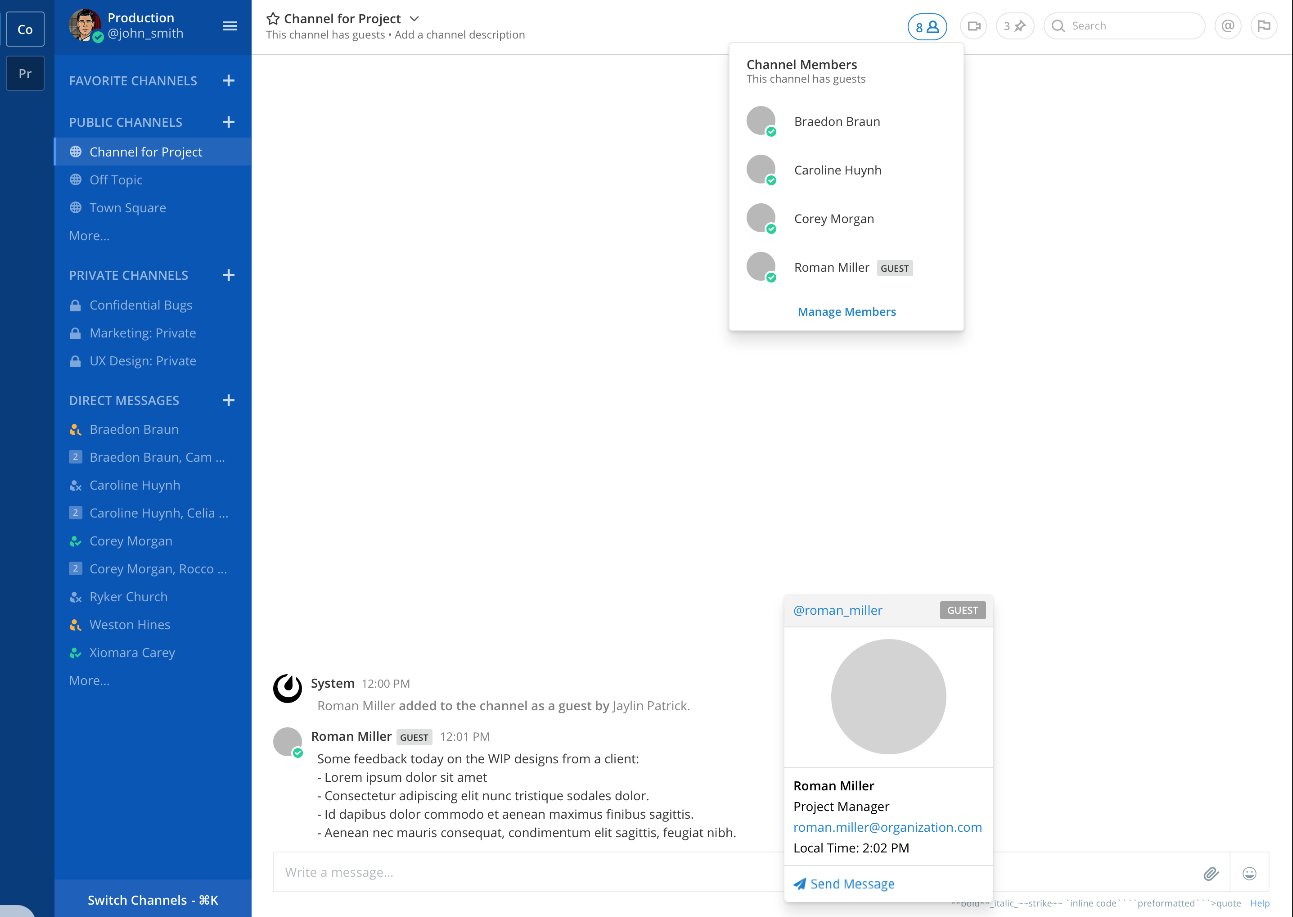 Co
Pr
Production
@john_smith
FAVORITE CHANNELS
PUBLIC CHANNELS
Channel for Project
Off Topic
Town Square
More...
PRIVATE CHANNELS
Confidential Bugs
Marketing: Private
UX Design: Private
DIRECT MESSAGES
Braedon Braun
2 Braedon Braun, Cam ...
Caroline Huynh
2 Caroline Huynh, Celia ...
Corey Morgan
2 Corey Morgan, Rocco ...
Ryker Church
Weston Hines
Xiomara Carey
More...
Switch Channels - ⌘K
Channel for Project
This channel has guests • Add a channel description
8
3
Search
@
Channel Members
This channel has guests
Braedon Braun
Caroline Huynh
Corey Morgan
Roman Miller GUEST
Manage Members
System 12:00 PM
Roman Miller added to the channel as a guest by Jaylin Patrick.
Roman Miller GUEST 12:01 PM
Some feedback today on the WIP designs from a client:
- Lorem ipsum dolor sit amet
- Consectetur adipiscing elit nunc tristique sodales dolor.
- Id dapibus dolor commodo et aenean maximus finibus sagittis.
- Aenean nec mauris consequat, condimentum elit sagittis, feugiat nibh.
Write a message...
@roman_miller GUEST
Roman Miller
Project Manager
roman.miller@organization.com
Local Time: 2:02 PM
Send Message
**bold** _italic_ ~~strike~~ `inline code` ```preformatted``` >quote Help